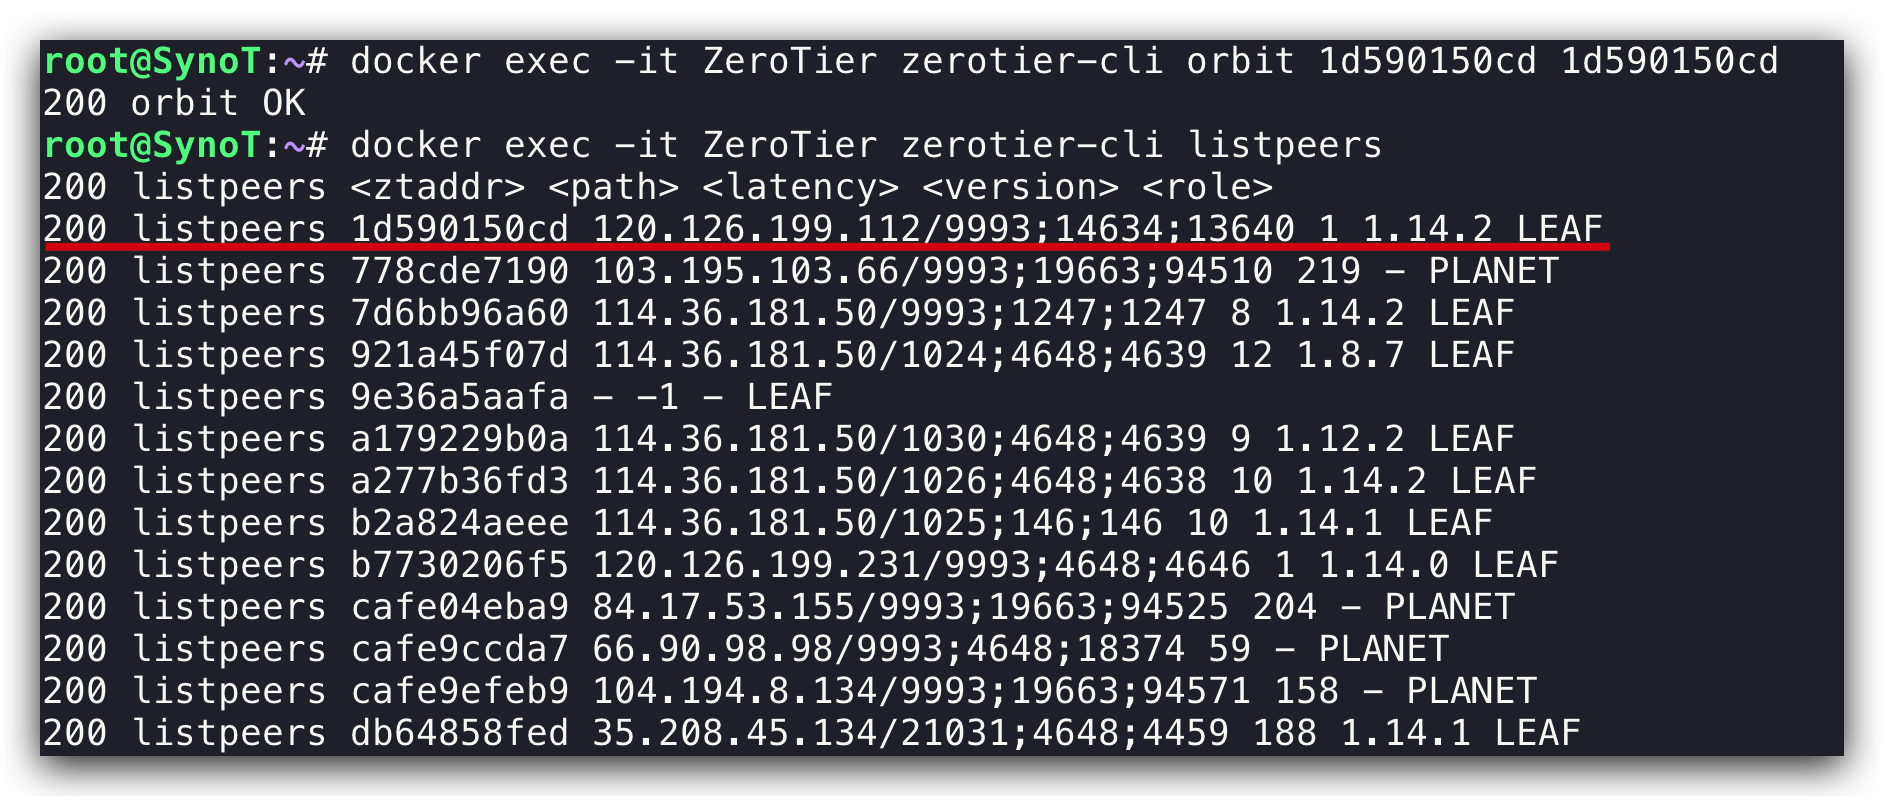 root@SynoT:~# docker exec -it ZeroTier zerotier-cli orbit 1d590150cd 1d590150cd
200 orbit OK
root@SynoT:~# docker exec -it ZeroTier zerotier-cli listpeers
200 listpeers <ztaddr> <path> <latency> <version> <role>
200 listpeers 1d590150cd 120.126.199.112/9993;14634;13640 1 1.14.2 LEAF
200 listpeers 778cde7190 103.195.103.66/9993;19663;94510 219 - PLANET
200 listpeers 7d6bb96a60 114.36.181.50/9993;1247;1247 8 1.14.2 LEAF
200 listpeers 921a45f07d 114.36.181.50/1024;4648;4639 12 1.8.7 LEAF
200 listpeers 9e36a5aafa - -1 - LEAF
200 listpeers a179229b0a 114.36.181.50/1030;4648;4639 9 1.12.2 LEAF
200 listpeers a277b36fd3 114.36.181.50/1026;4648;4638 10 1.14.2 LEAF
200 listpeers b2a824aeee 114.36.181.50/1025;146;146 10 1.14.1 LEAF
200 listpeers b7730206f5 120.126.199.231/9993;4648;4646 1 1.14.0 LEAF
200 listpeers cafe04eba9 84.17.53.155/9993;19663;94525 204 - PLANET
200 listpeers cafe9ccda7 66.90.98.98/9993;4648;18374 59 - PLANET
200 listpeers cafe9efeb9 104.194.8.134/9993;19663;94571 158 - PLANET
200 listpeers db64858fed 35.208.45.134/21031;4648;4459 188 1.14.1 LEAF